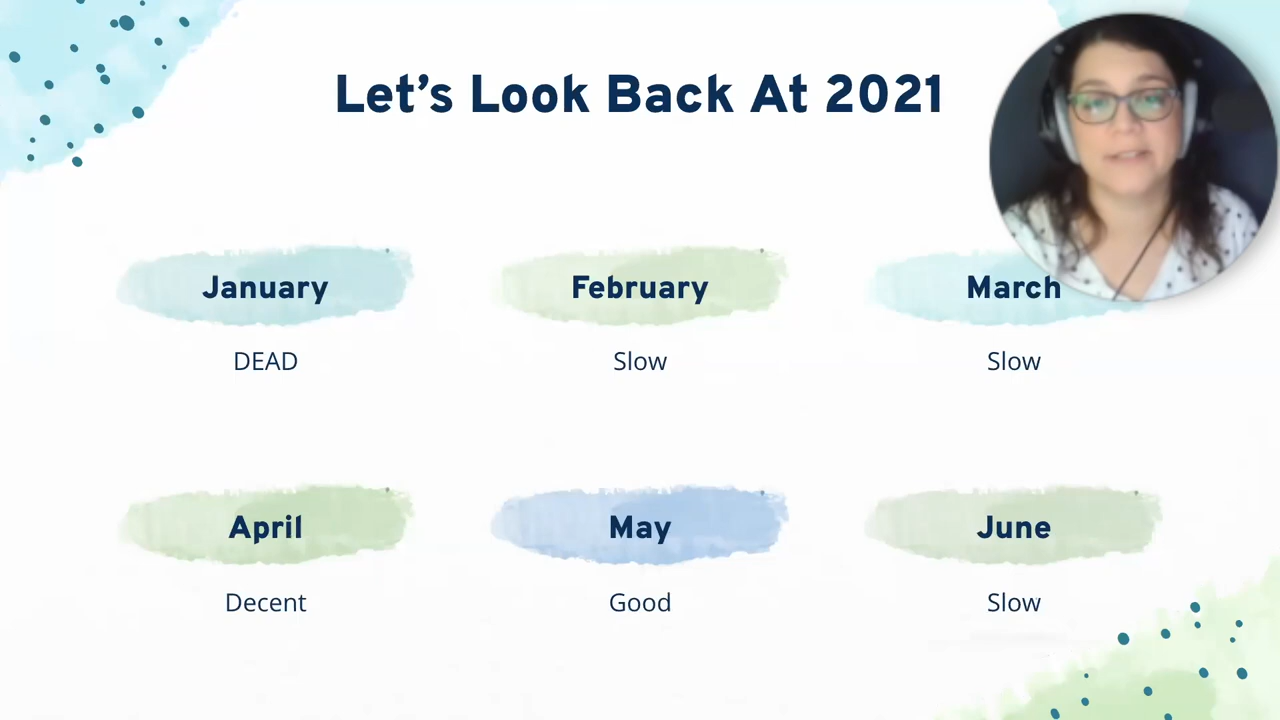 Let’s Look Back At 2021
January
February
March
DEAD
Slow
Slow
April
May
June
Decent
Good
Slow